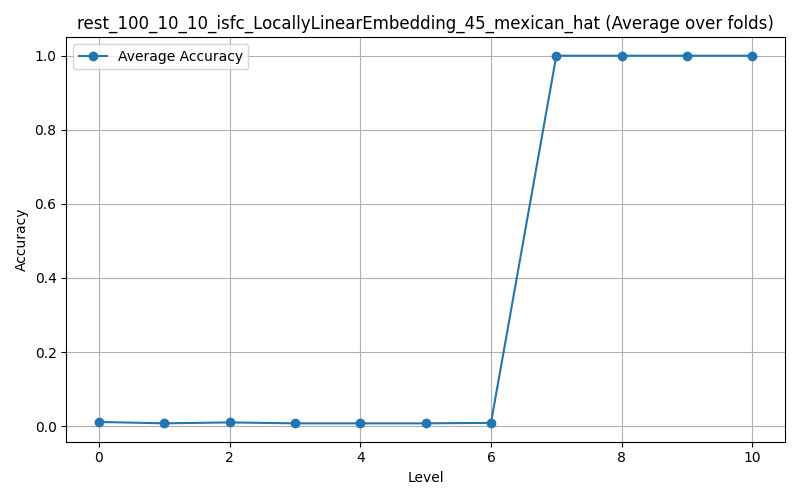 rest_100_10_10_isfc_LocallyLinearEmbedding_45_mexican_hat (Average over folds)
Average Accuracy
1.0
0.8
0.6
0.4
0.2
0.0
Accuracy
0 2 4 6 8 10
Level